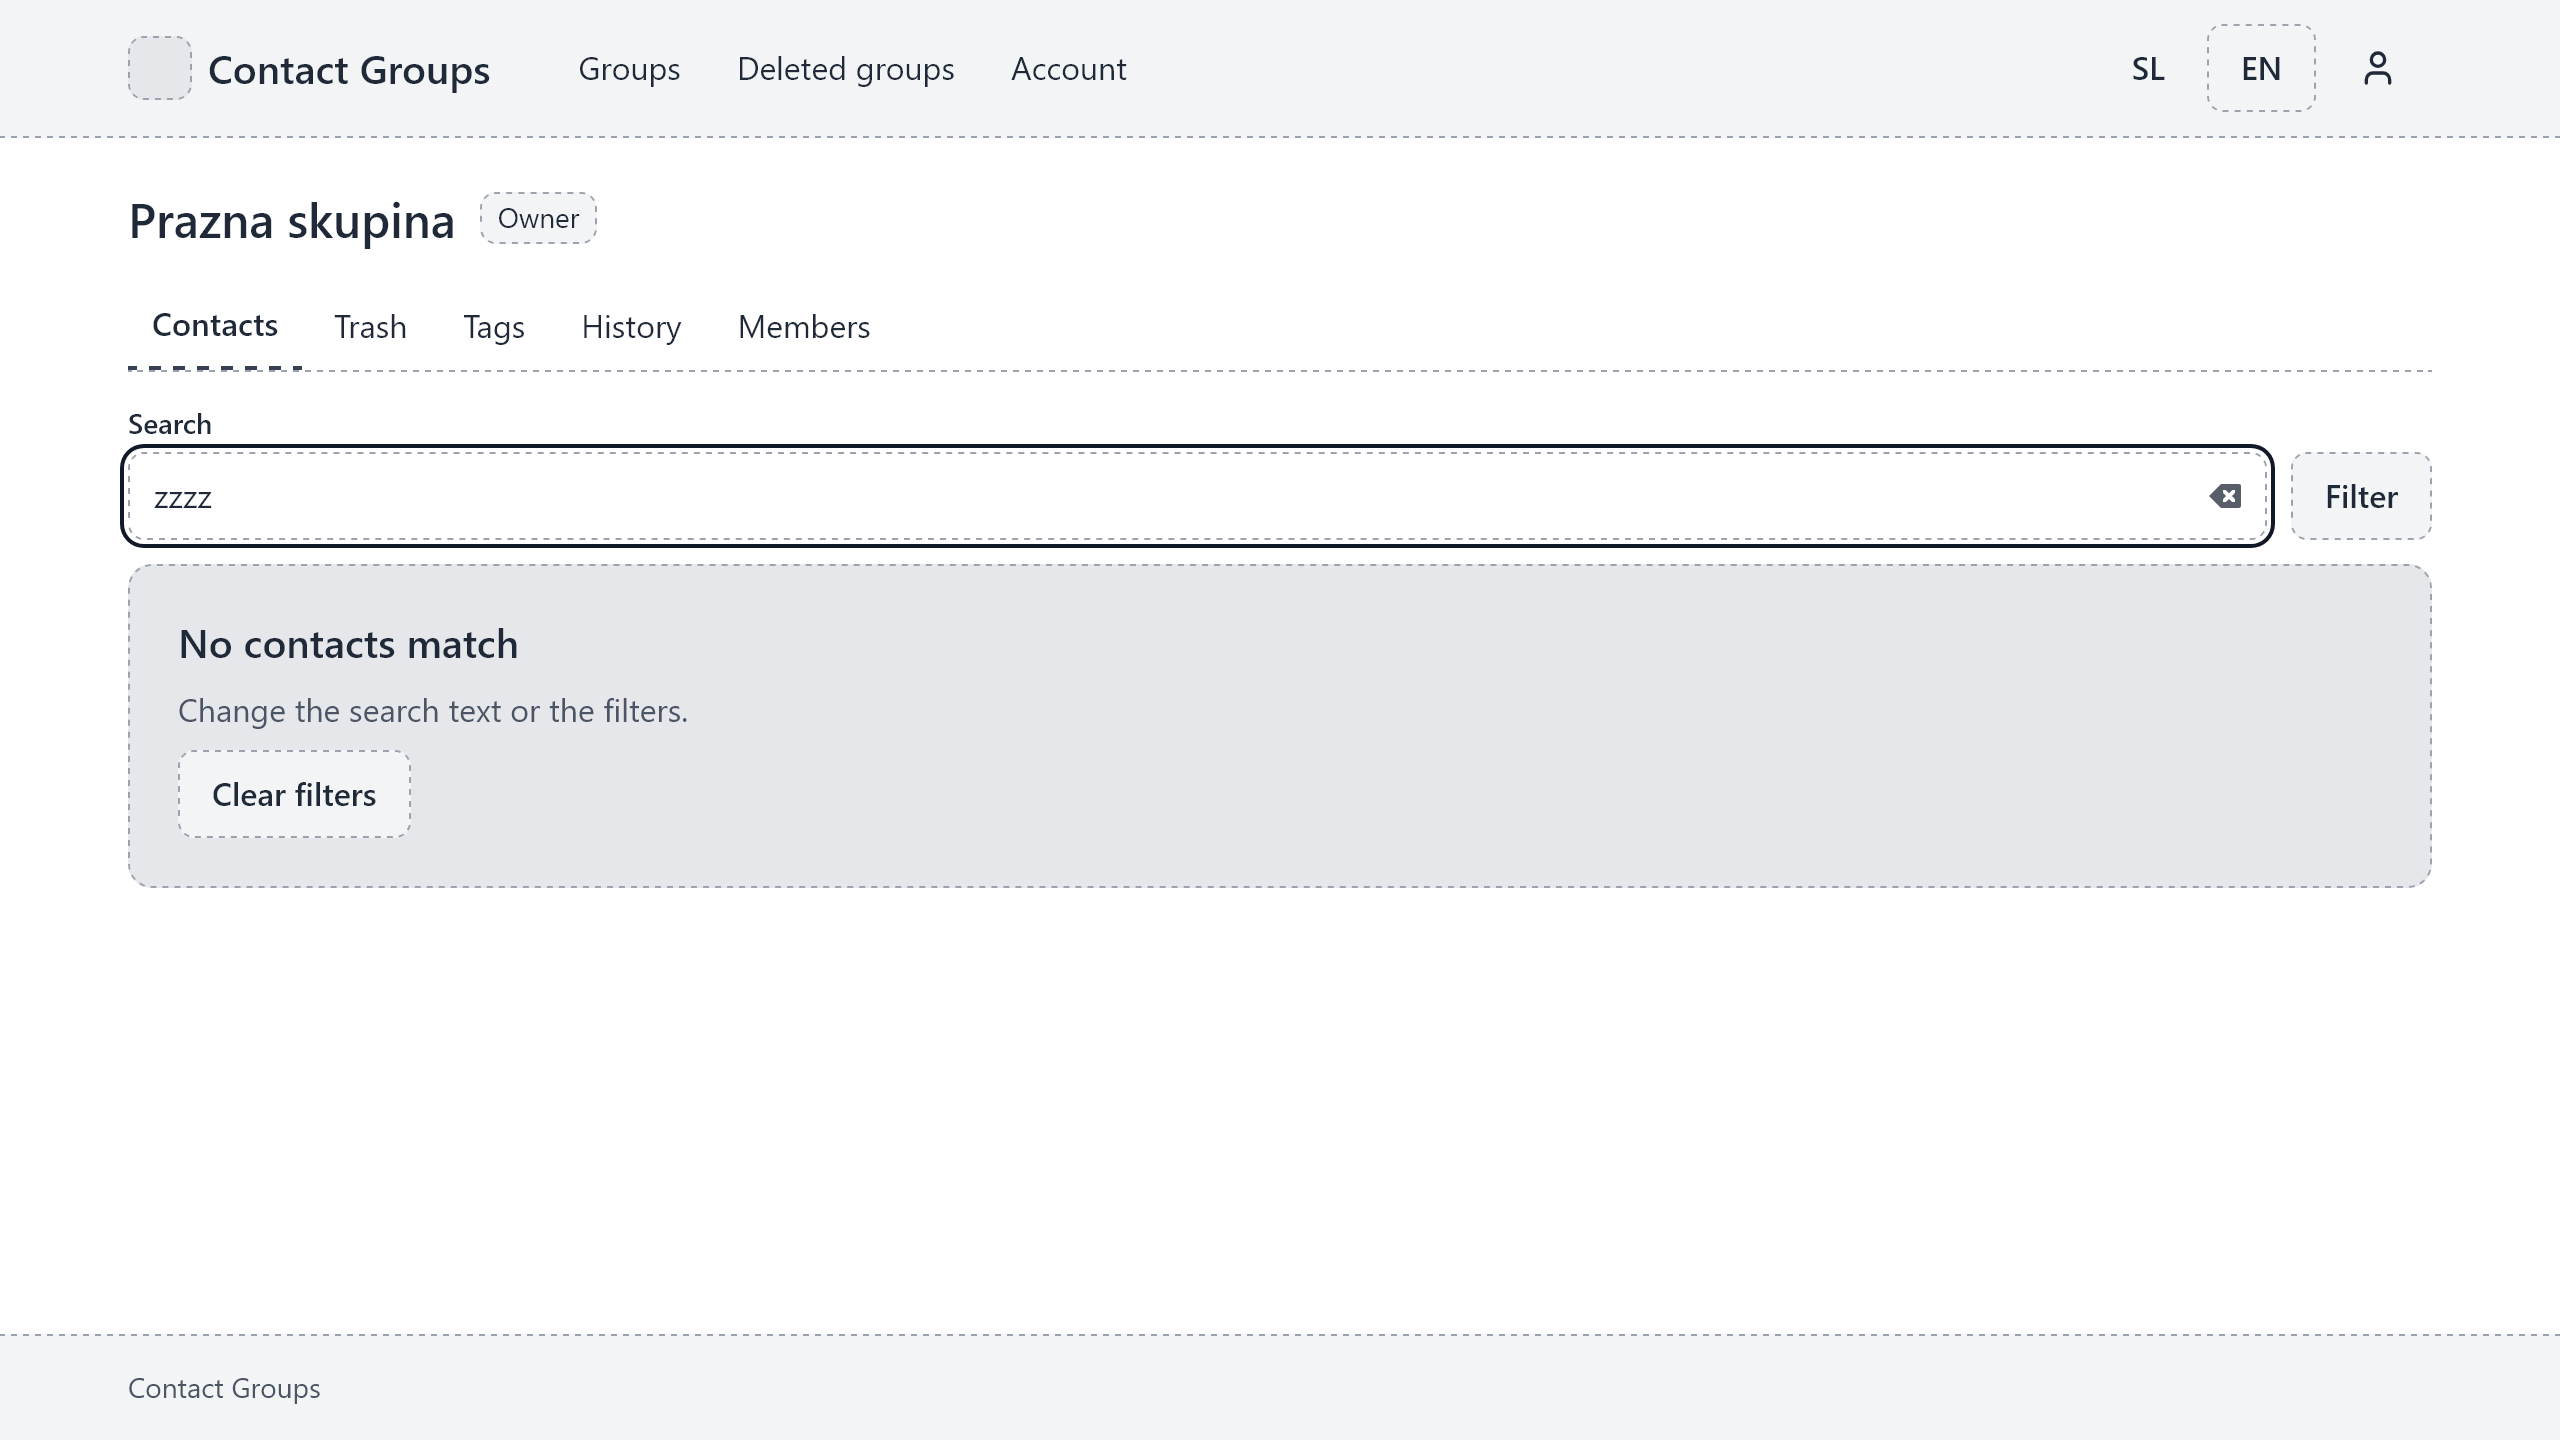 Contact Groups
Groups
Deleted groups
Account
SL
EN
Prazna skupina
Owner
Contacts
Trash
Tags
History
Members
Search
zzzz
Filter
No contacts match
Change the search text or the filters.
Clear filters
Contact Groups